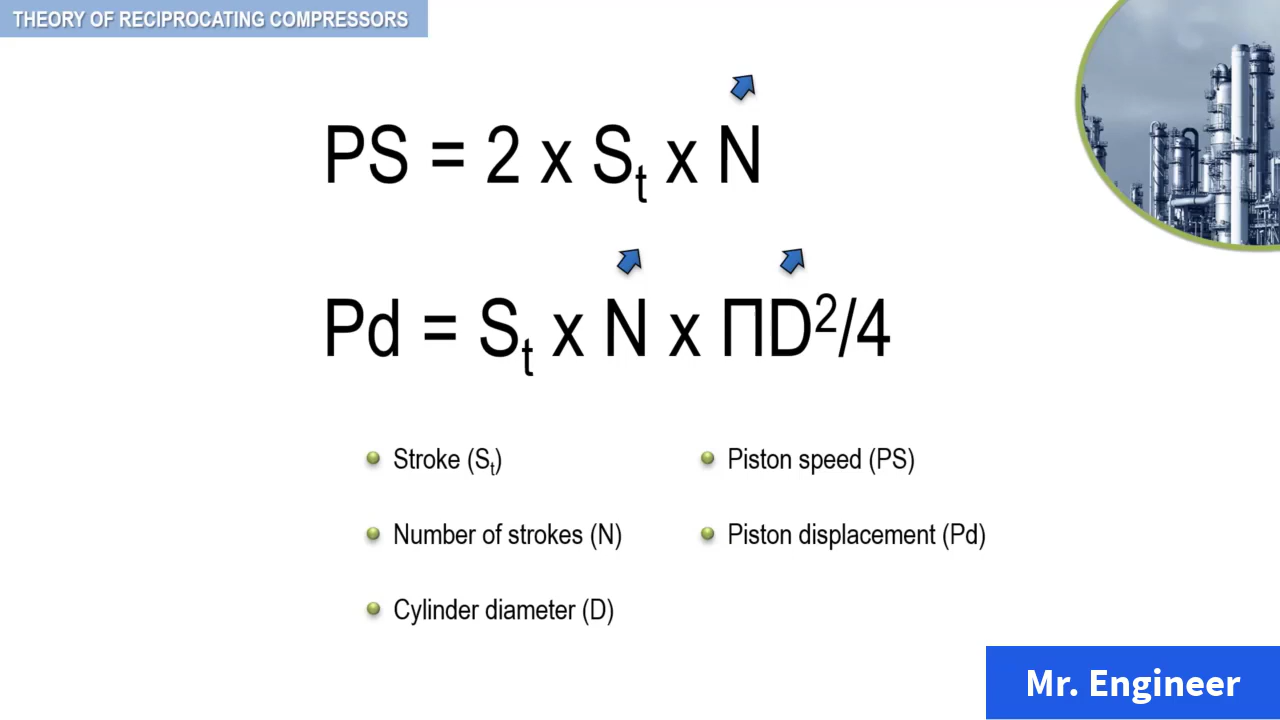 THEORY OF RECIPROCATING COMPRESSORS
PS = 2 x Sₜ x N
Pd = Sₜ x N x ΠD²/4
Stroke (Sₜ)
Number of strokes (N)
Cylinder diameter (D)
Piston speed (PS)
Piston displacement (Pd)
Mr. Engineer